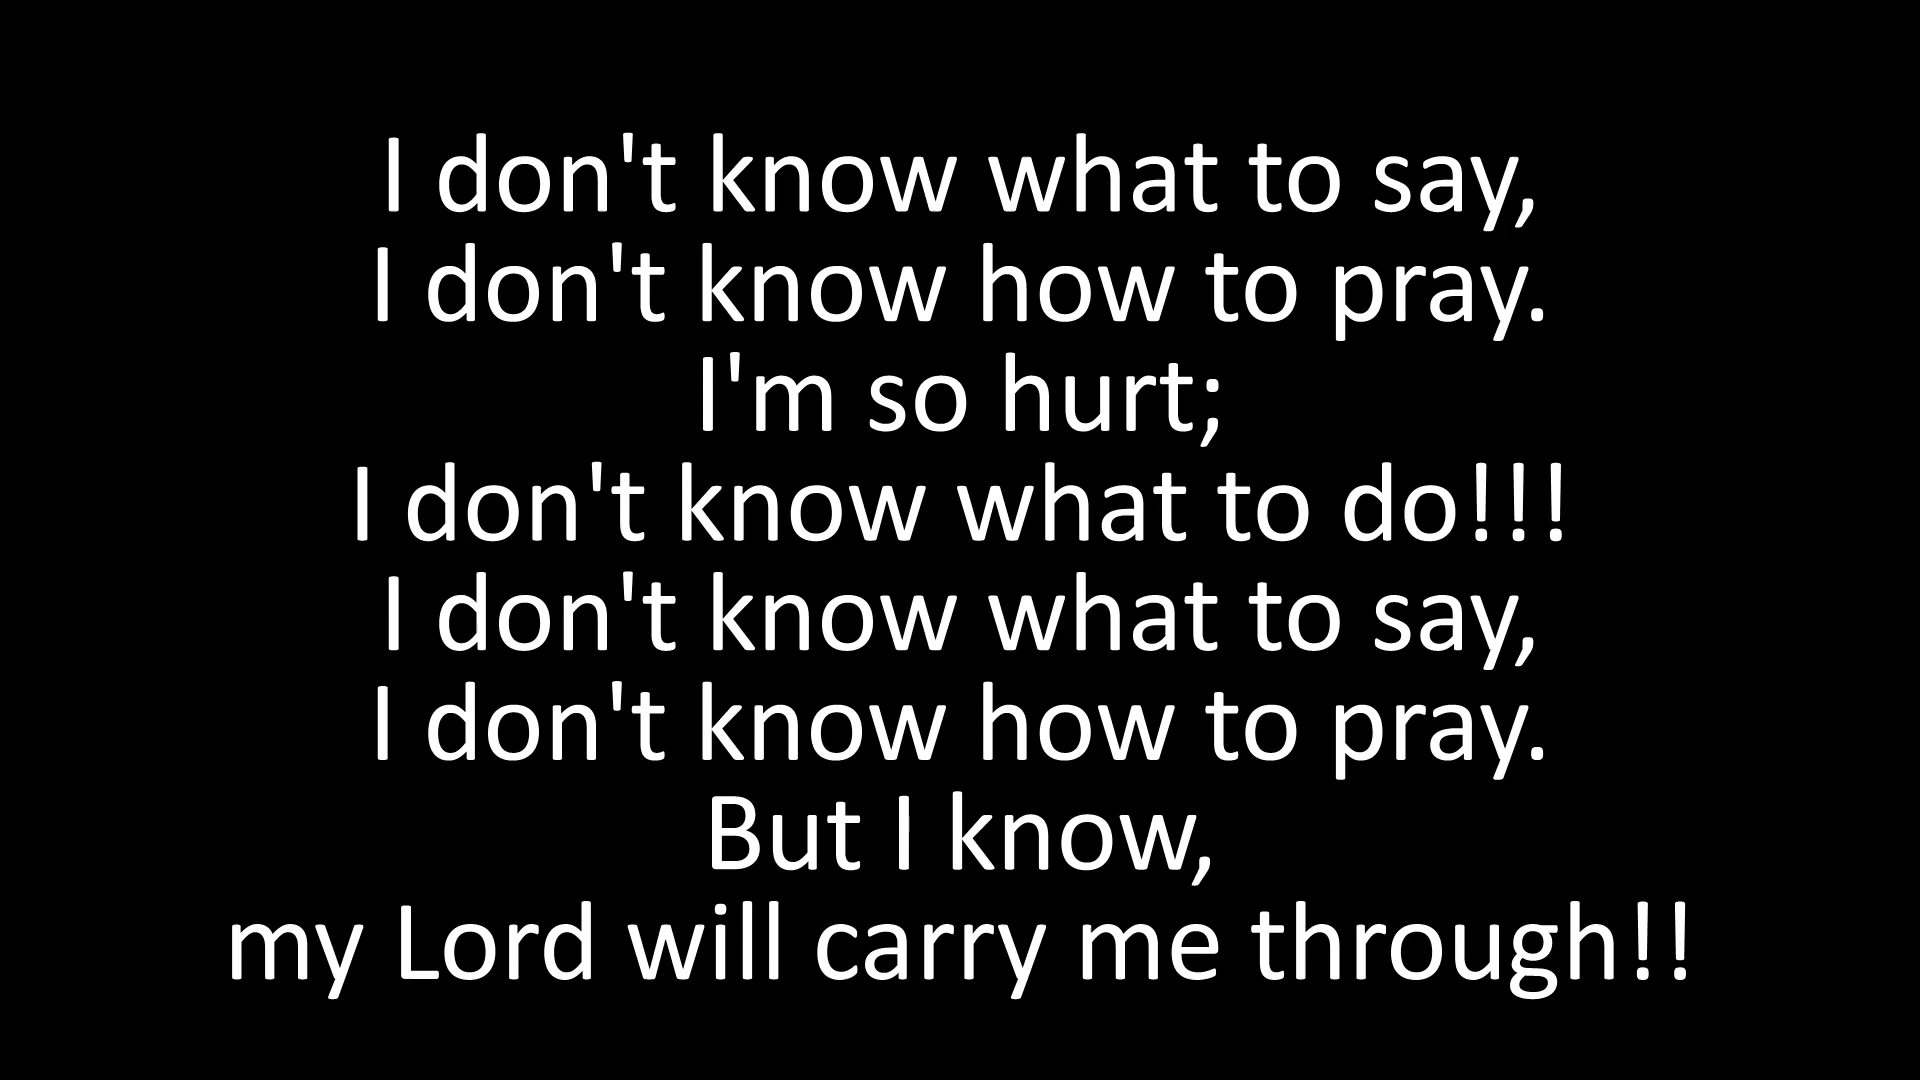 I don't know what to say,
I don't know how to pray.
I'm so hurt;
I don't know what to do!!!
I don't know what to say,
I don't know how to pray.
But I know,
my Lord will carry me through!!